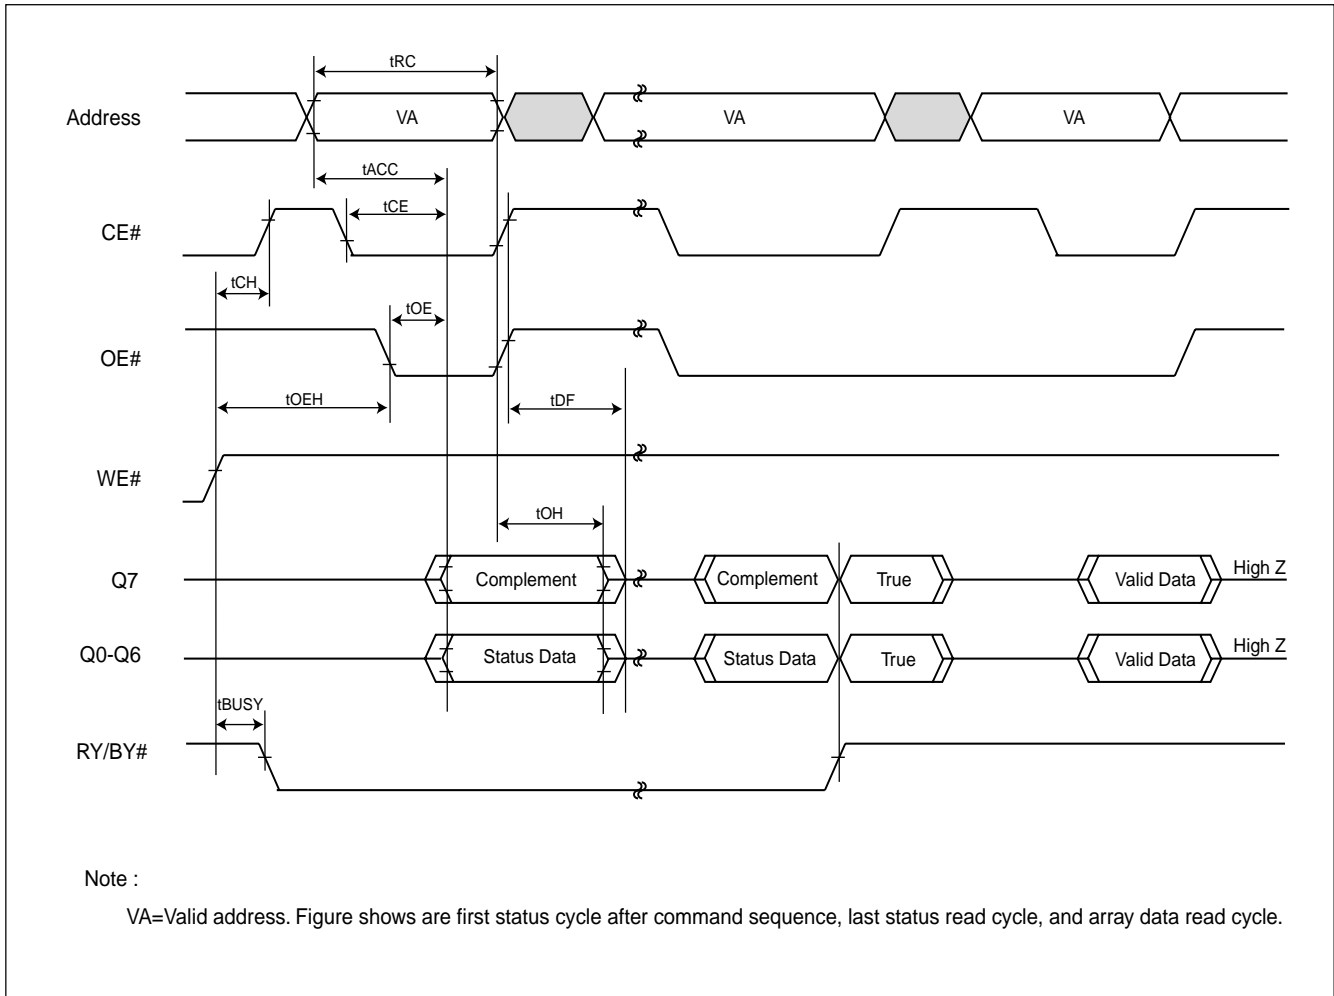 tRC
Address VA VA VA
tACC
tCE
CE#
tCH
tOE
OE#
tOEH tDF
WE#
tOH
Q7 Complement Complement True Valid Data High Z
Q0-Q6 Status Data Status Data True Valid Data High Z
tBUSY
RY/BY#
Note :
VA=Valid address. Figure shows are first status cycle after command sequence, last status read cycle, and array data read cycle.